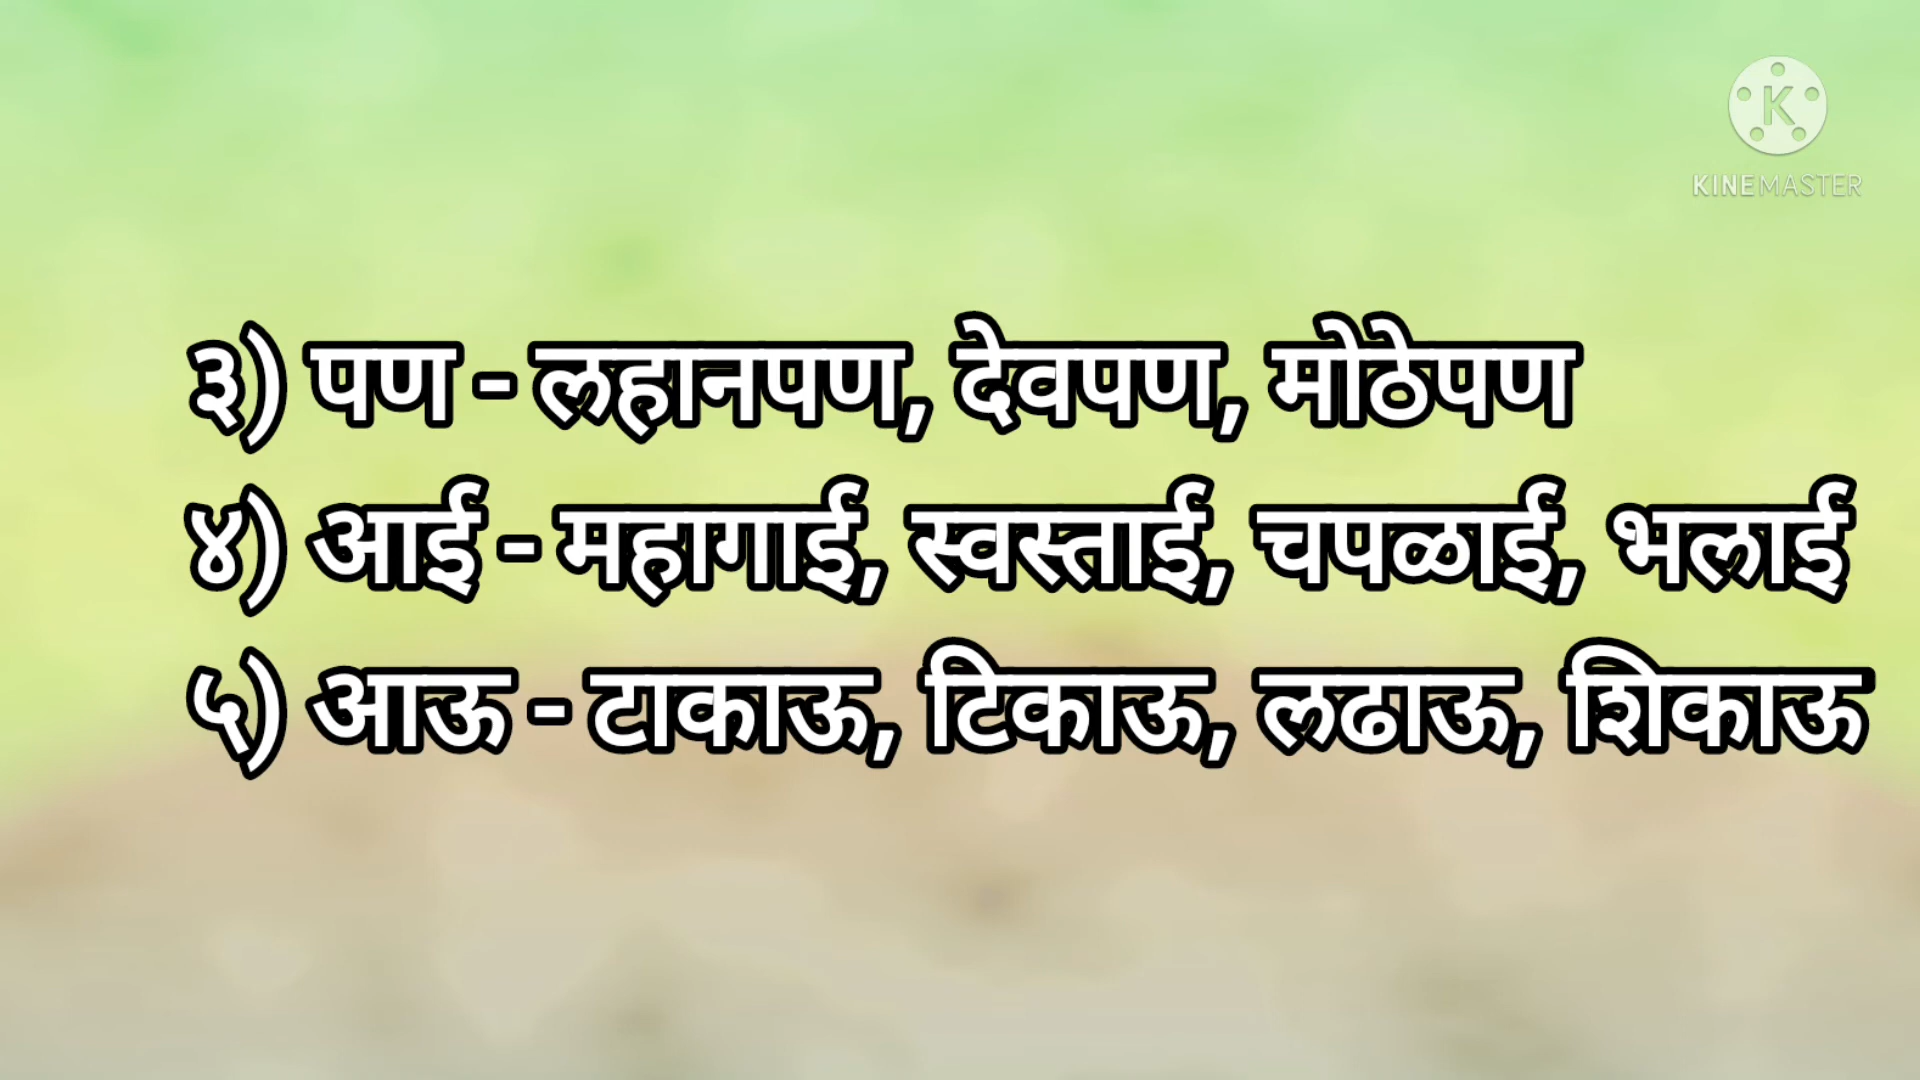 KINEMASTER
३) पण - लहानपण, देवपण, मोठेपण
४) आई - महागाई, स्वस्ताई, चपळाई, भलाई
५) आऊ - टाकाऊ, टिकाऊ, लढाऊ, शिकाऊ